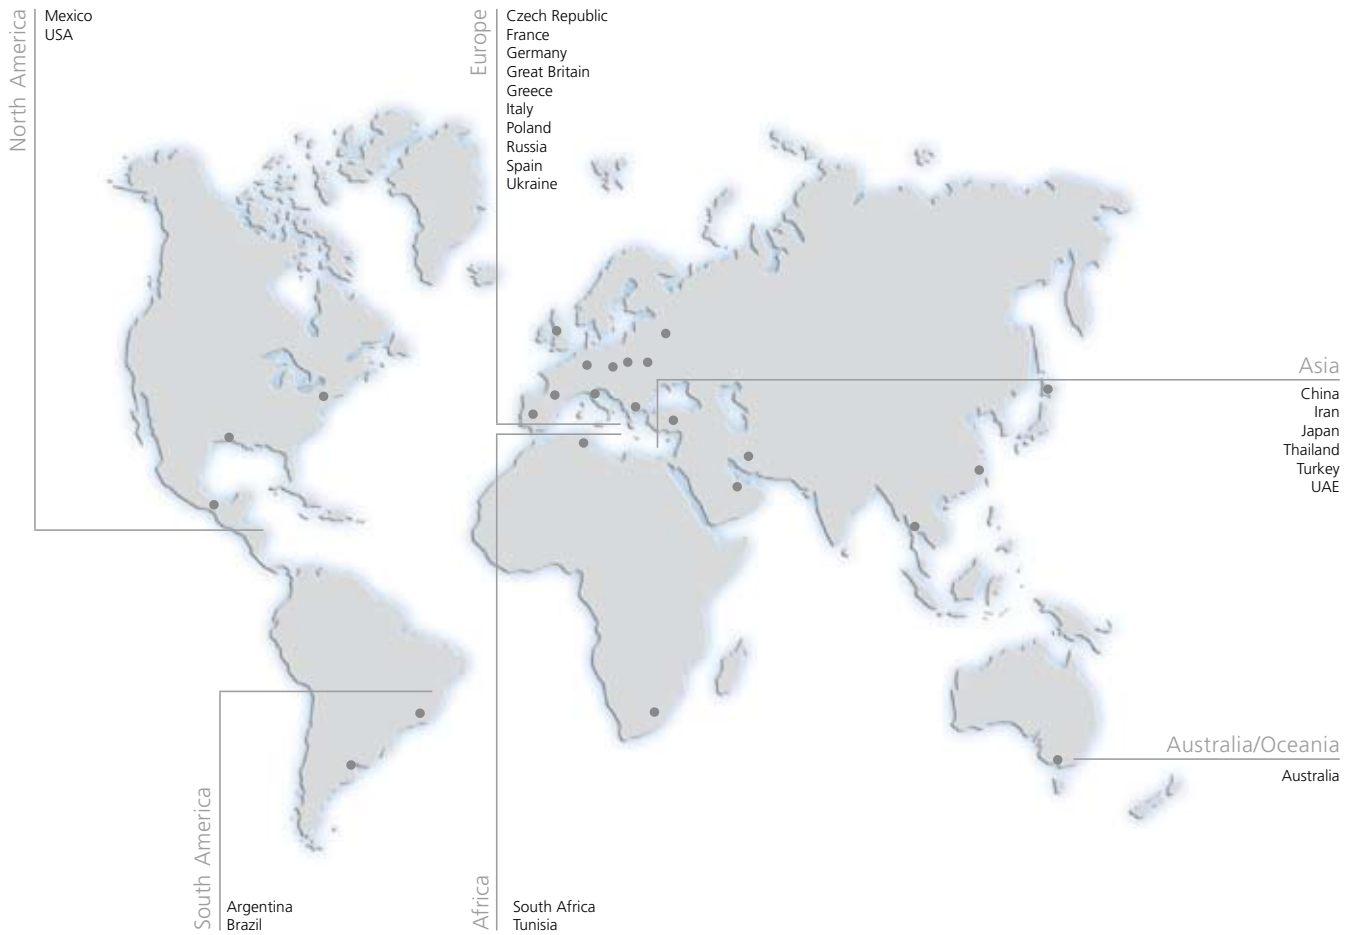 North America
Mexico
USA
Europe
Czech Republic
France
Germany
Great Britain
Greece
Italy
Poland
Russia
Spain
Ukraine
Asia
China
Iran
Japan
Thailand
Turkey
UAE
Australia/Oceania
Australia
South America
Argentina
Brazil
Africa
South Africa
Tunisia